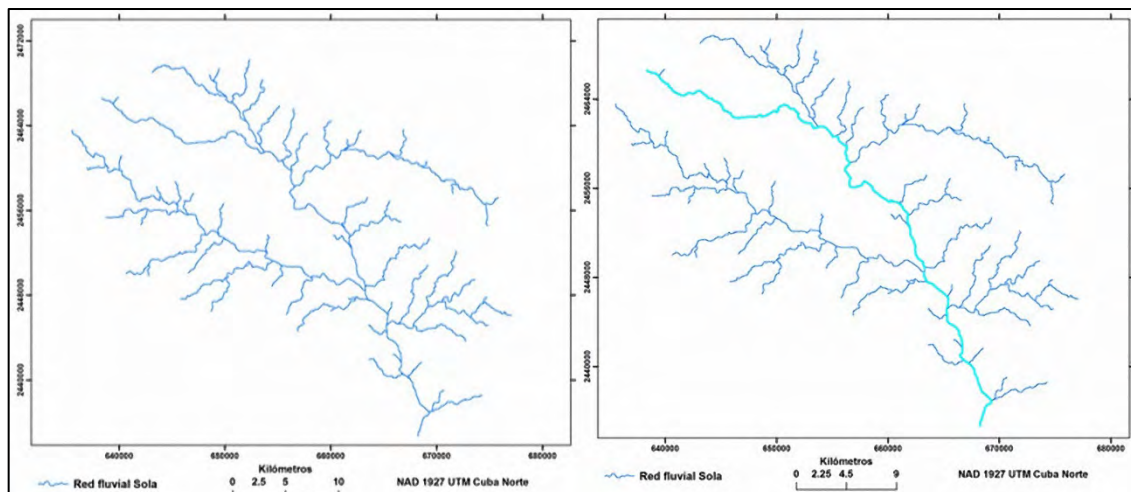 2472000
2464000
2456000
2448000
2440000
640000 650000 660000 670000 680000
Red fluvial Sola
Kilómetros
0 2.5 5 10
NAD 1927 UTM Cuba Norte
2464000
2456000
2448000
2440000
640000 650000 660000 670000 680000
Red fluvial Sola
Kilómetros
0 2.25 4.5 9
NAD 1927 UTM Cuba Norte